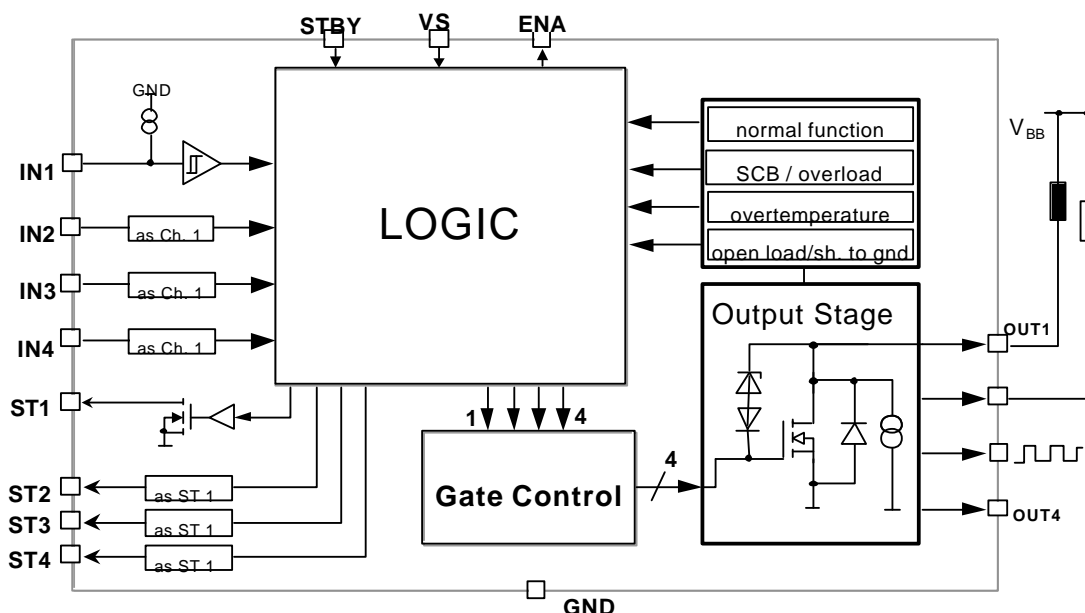 STBY
VS
ENA
GND
IN1
IN2
as Ch. 1
IN3
as Ch. 1
IN4
as Ch. 1
LOGIC
normal function
SCB / overload
overtemperature
open load/sh. to gnd
VBB
Output Stage
OUT1
OUT4
ST1
ST2
as ST 1
ST3
as ST 1
ST4
as ST 1
1
4
Gate Control
4
GND